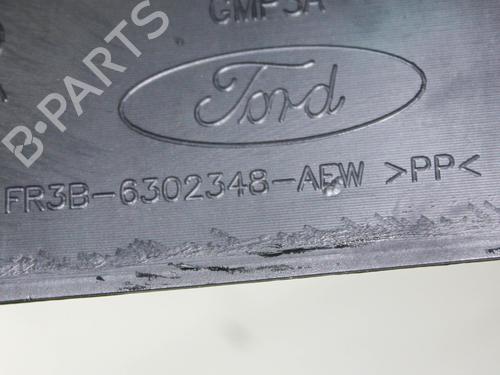 GMP3A
Ford
FR3B-6302348-AEW >PP<
B-PARTS